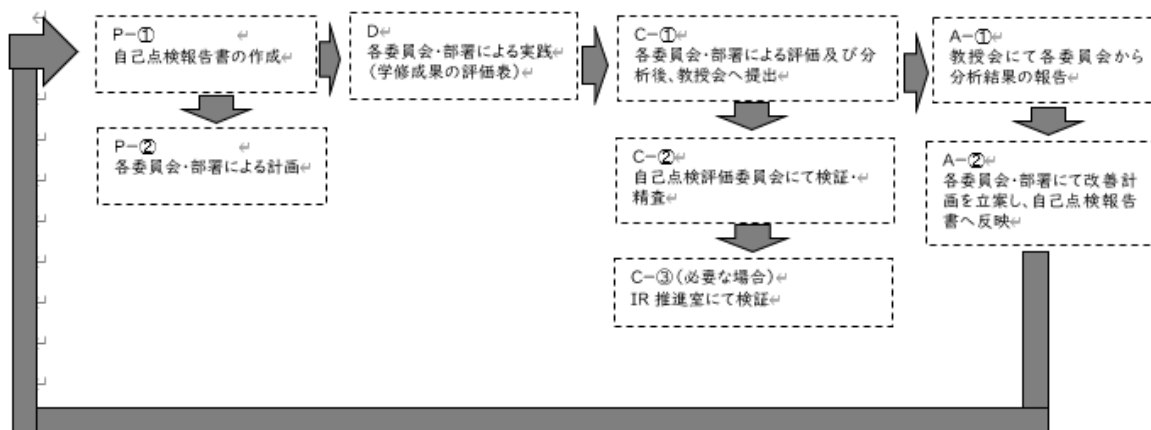 P－①
自己点検報告書の作成
P－②
各委員会・部署による計画
D
各委員会・部署による実践
（学修成果の評価表）
C－①
各委員会・部署による評価及び分
析後、教授会へ提出
C－②
自己点検評価委員会にて検証・
精査
C－③（必要な場合）
IR 推進室にて検証
A－①
教授会にて各委員会から
分析結果の報告
A－②
各委員会・部署にて改善計
画を立案し、自己点検報告
書へ反映